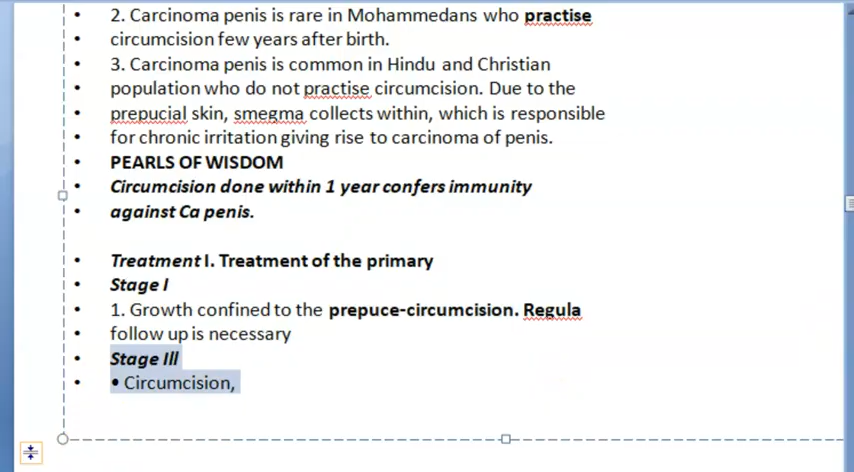 • 2. Carcinoma penis is rare in Mohammedans who practise
• circumcision few years after birth.
• 3. Carcinoma penis is common in Hindu and Christian
• population who do not practise circumcision. Due to the
• prepucial skin, smegma collects within, which is responsible
• for chronic irritation giving rise to carcinoma of penis.
• PEARLS OF WISDOM
• Circumcision done within 1 year confers immunity
• against Ca penis.
• Treatment I. Treatment of the primary
• Stage I
• 1. Growth confined to the prepuce-circumcision. Regula
• follow up is necessary
• Stage Ill
• • Circumcision,